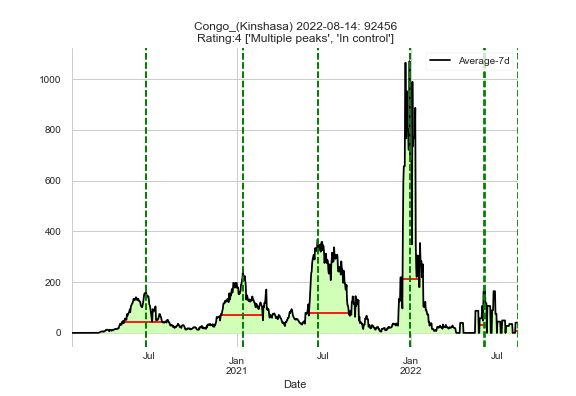 Congo_(Kinshasa) 2022-08-14: 92456
Rating:4 ['Multiple peaks', 'In control']
Average-7d
1000
800
600
400
200
0
Jul
Jan
2021
Jul
Jan
2022
Jul
Date